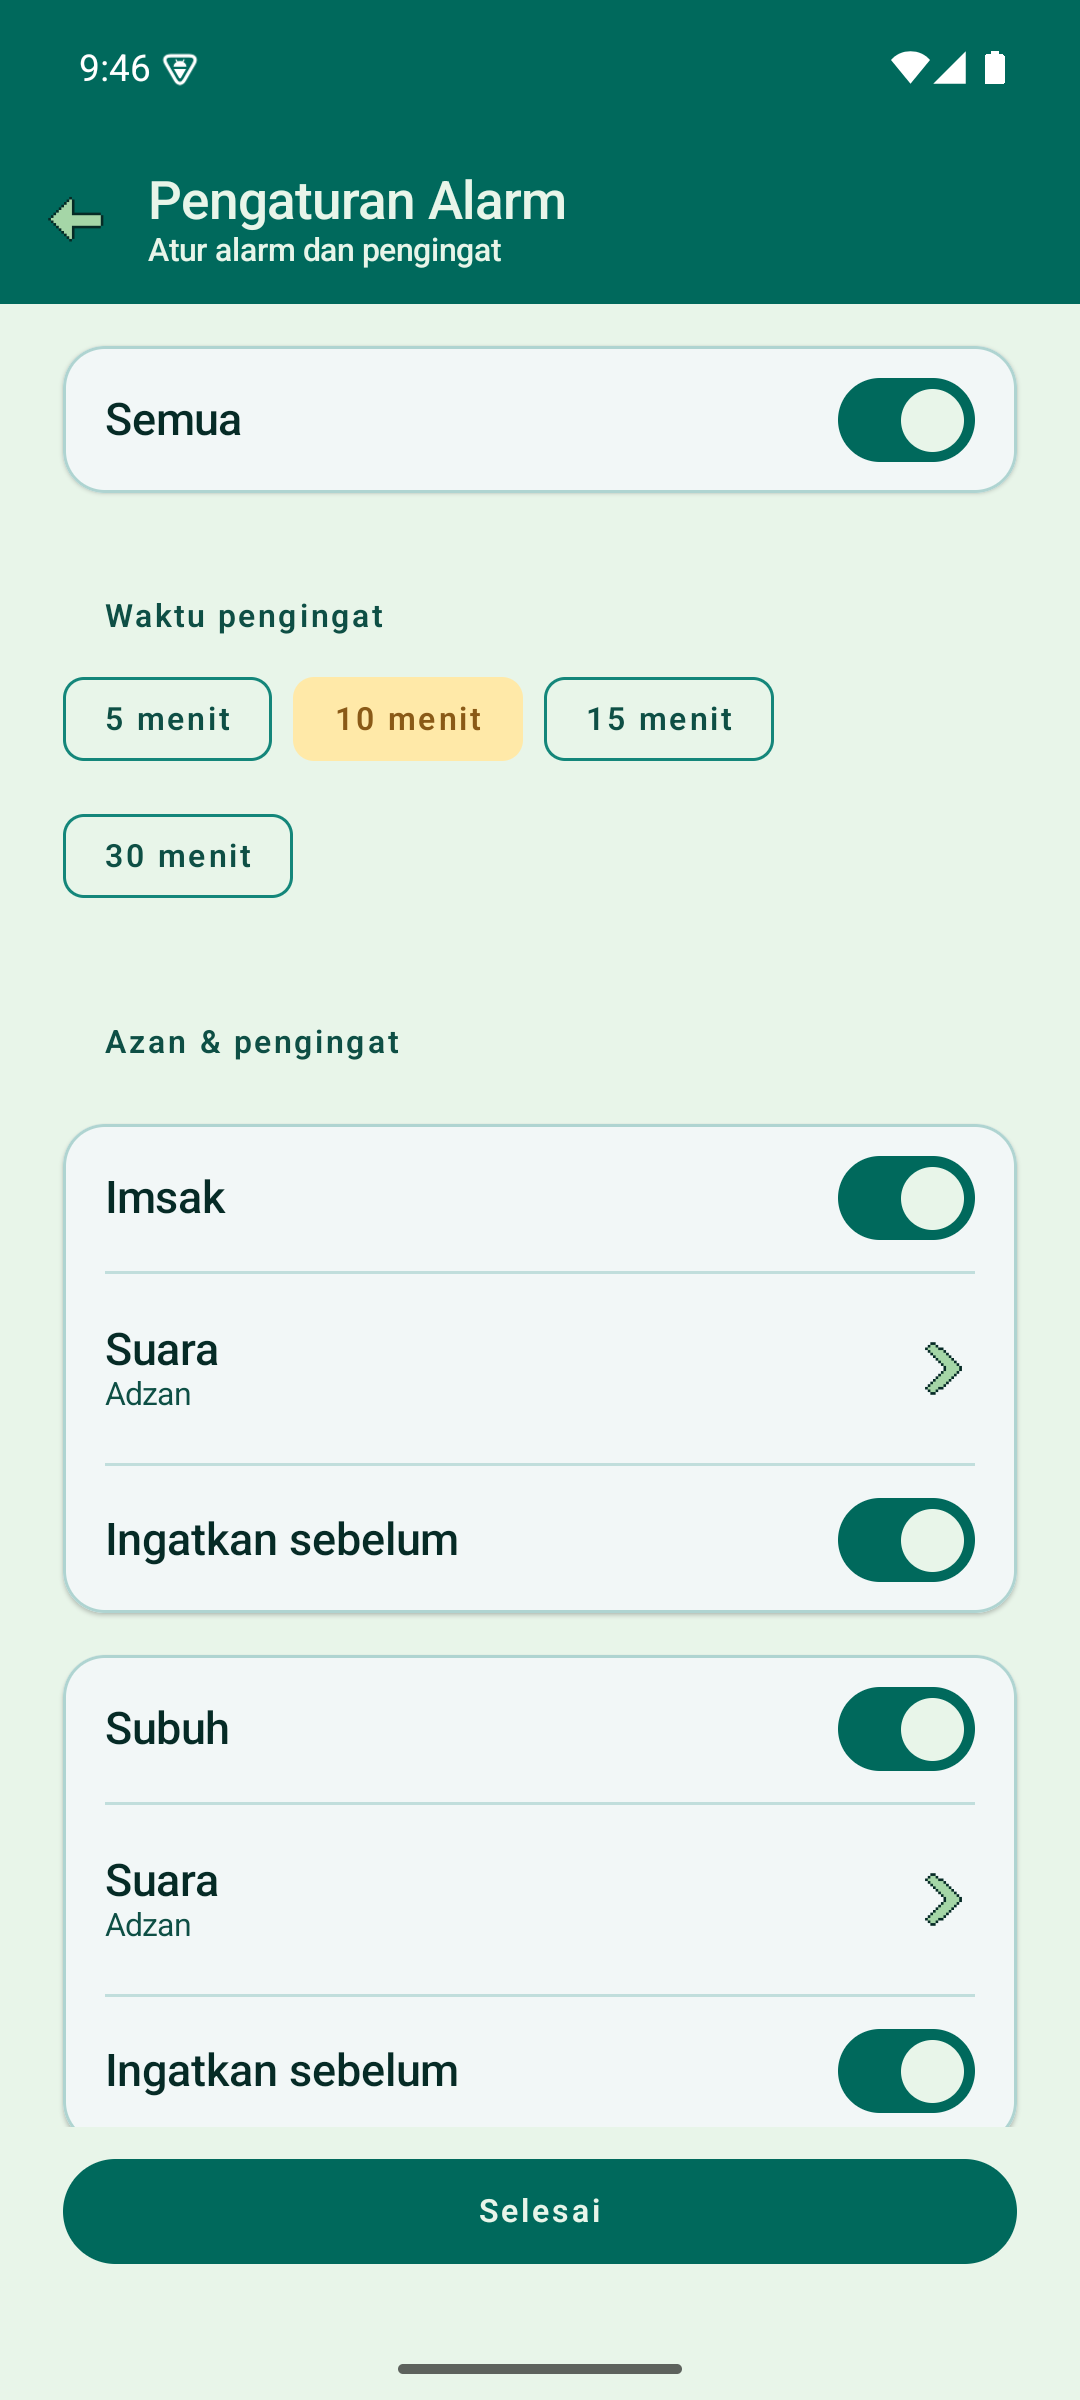 9:46
Pengaturan Alarm
Atur alarm dan pengingat
Semua
Waktu pengingat
5 menit
10 menit
15 menit
30 menit
Azan & pengingat
Imsak
Suara
Adzan
Ingatkan sebelum
Subuh
Suara
Adzan
Ingatkan sebelum
Selesai